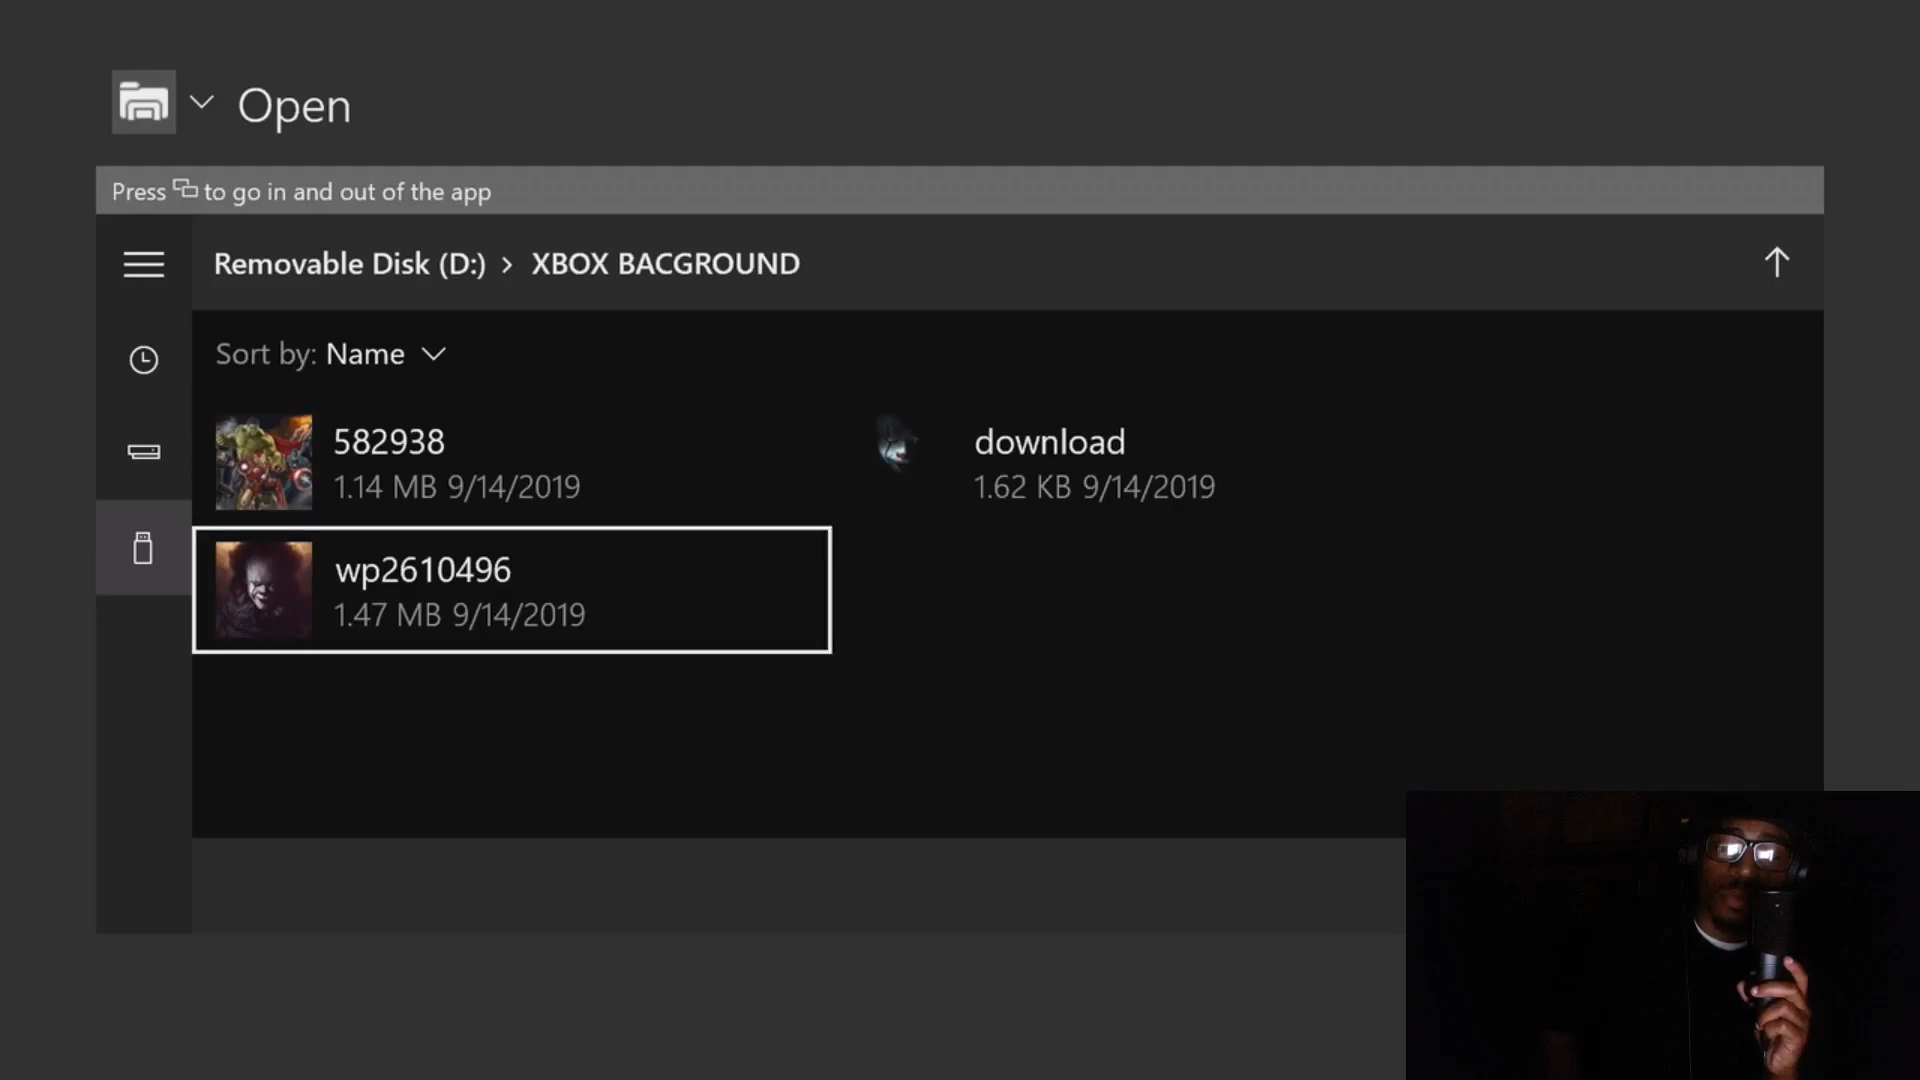 Open
Press to go in and out of the app
Removable Disk (D:) > XBOX BACGROUND
Sort by: Name
582938
1.14 MB 9/14/2019
download
1.62 KB 9/14/2019
wp2610496
1.47 MB 9/14/2019